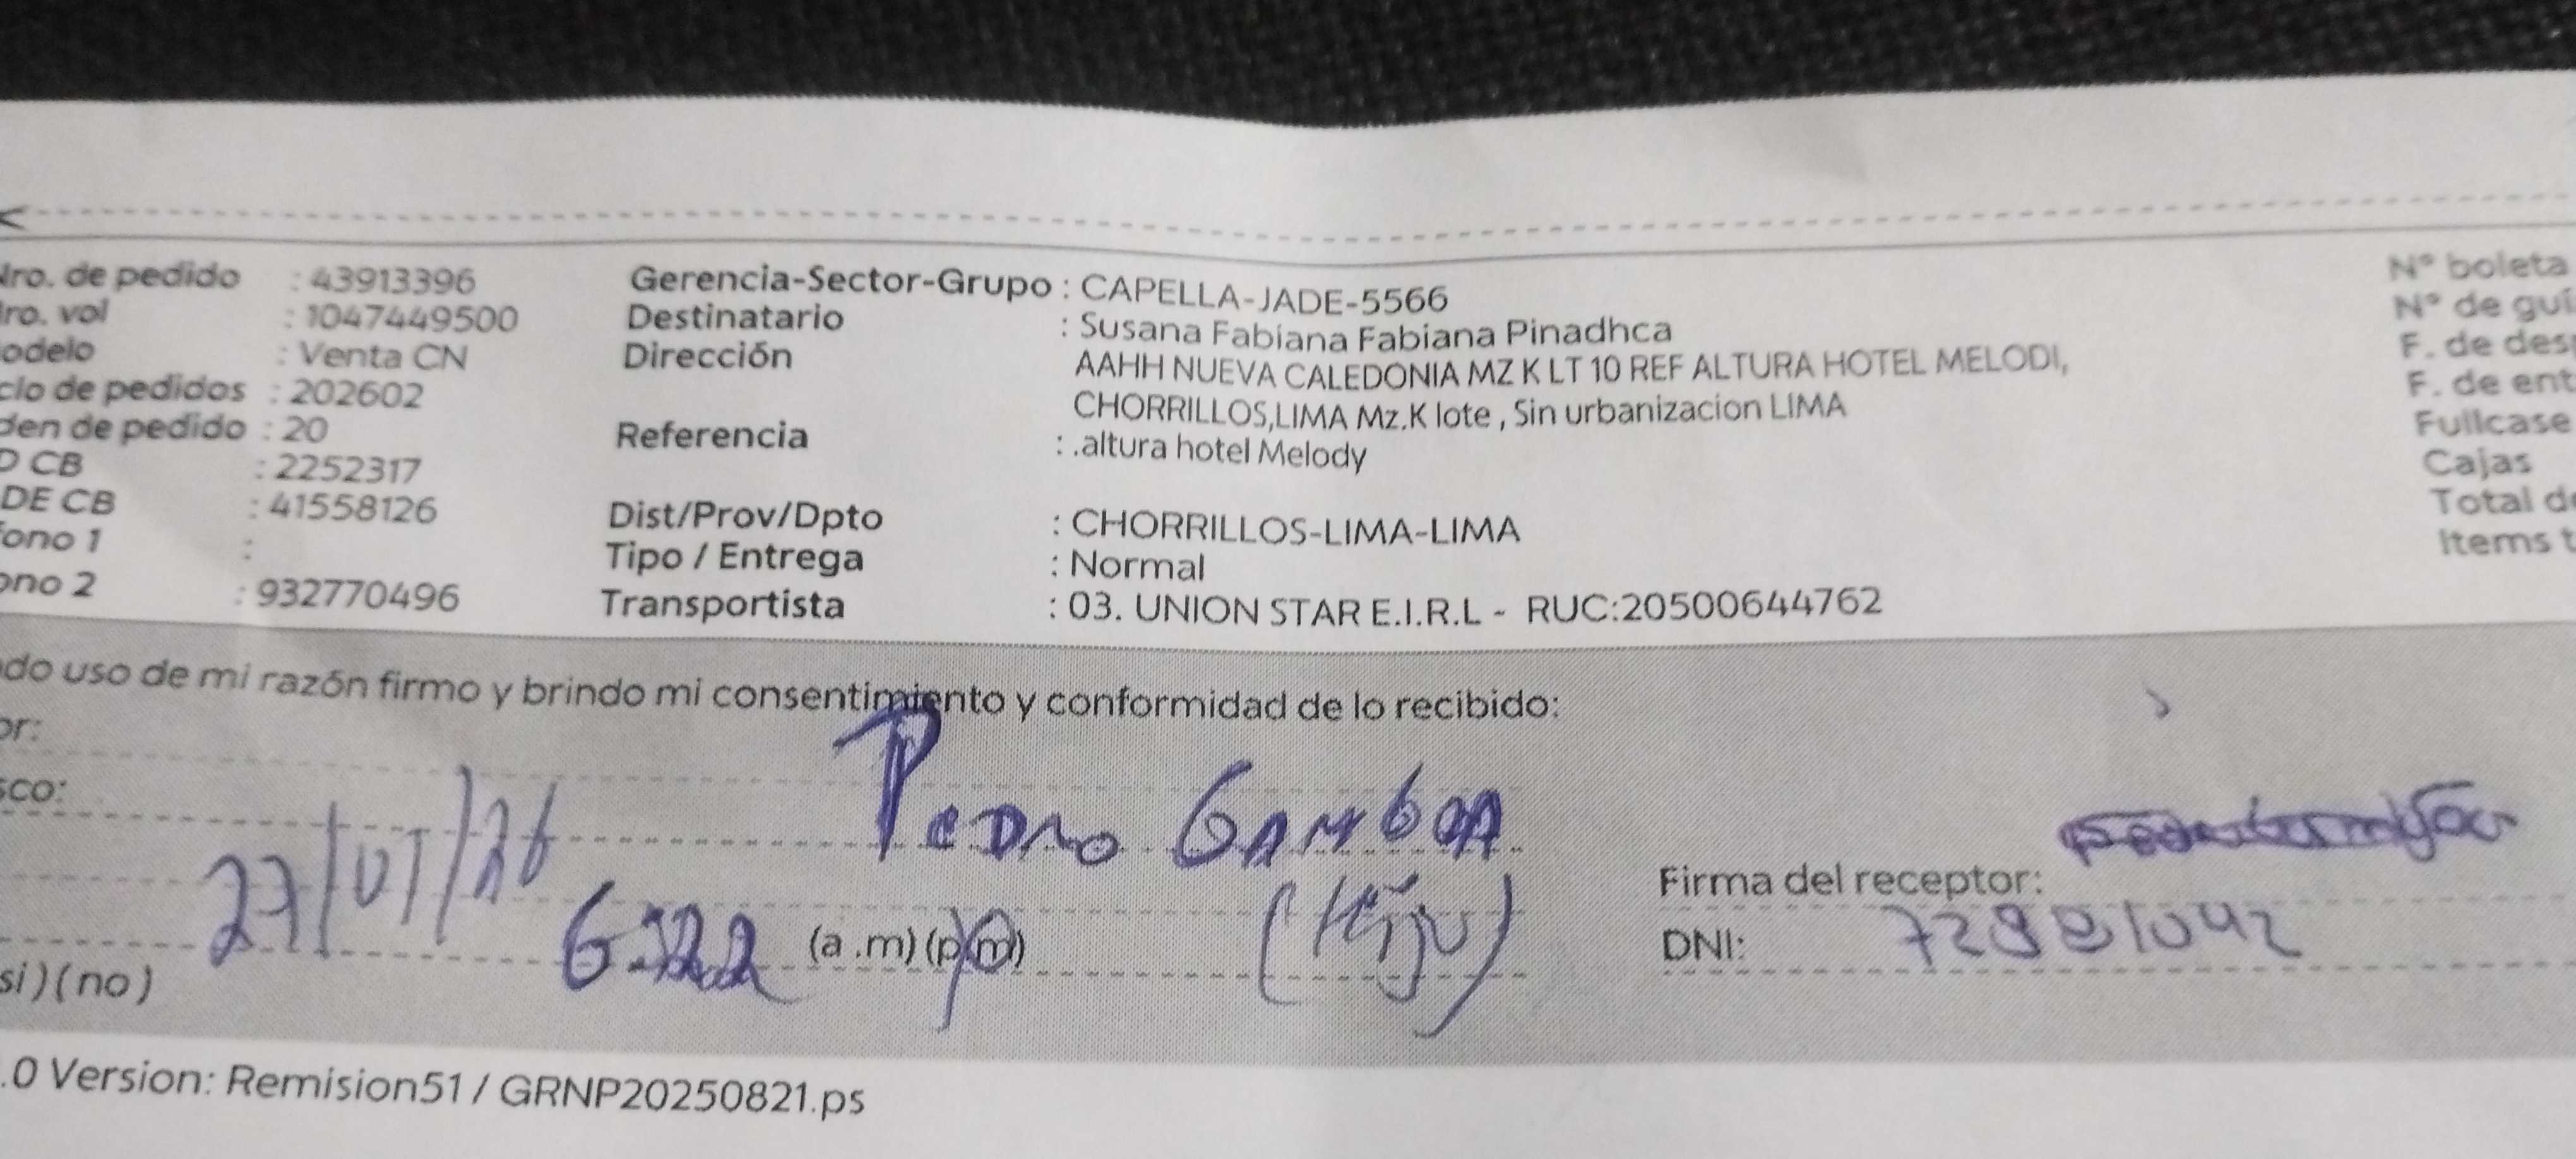 Nro. de pedido : 43913396
ro. vol : 1047449500
odelo : Venta CN
clo de pedidos : 202602
den de pedido : 20
D CB : 2252317
DE CB : 41558126
fono 1 :
ono 2 : 932770496
Gerencia-Sector-Grupo : CAPELLA-JADE-5566
Destinatario : Susana Fabiana Fabiana Pinadhca
Dirección AAHH NUEVA CALEDONIA MZ K LT 10 REF ALTURA HOTEL MELODI,
CHORRILLOS,LIMA Mz.K lote , Sin urbanizacion LIMA
Referencia : .altura hotel Melody
Dist/Prov/Dpto : CHORRILLOS-LIMA-LIMA
Tipo / Entrega : Normal
Transportista : 03. UNION STAR E.I.R.L - RUC:20500644762
N° boleta
N° de guí
F. de des
F. de ent
Fullcase
Cajas
Total d
Items t
do uso de mi razón firmo y brindo mi consentimiento y conformidad de lo recibido:
or:
sco:
PEDRO GAMBOA
27/01/26
(a .m) (p.m)
(Hijo)
Firma del receptor:
DNI:
si ) ( no )
.0 Version: Remision51 / GRNP20250821.ps